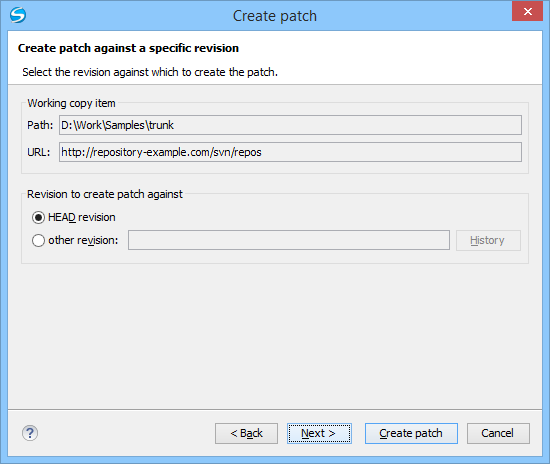 Create patch
Create patch against a specific revision
Select the revision against which to create the patch.
Working copy item
Path: D:\Work\Samples\trunk
URL: http://repository-example.com/svn/repos
Revision to create patch against
HEAD revision
other revision: History
? < Back Next > Create patch Cancel